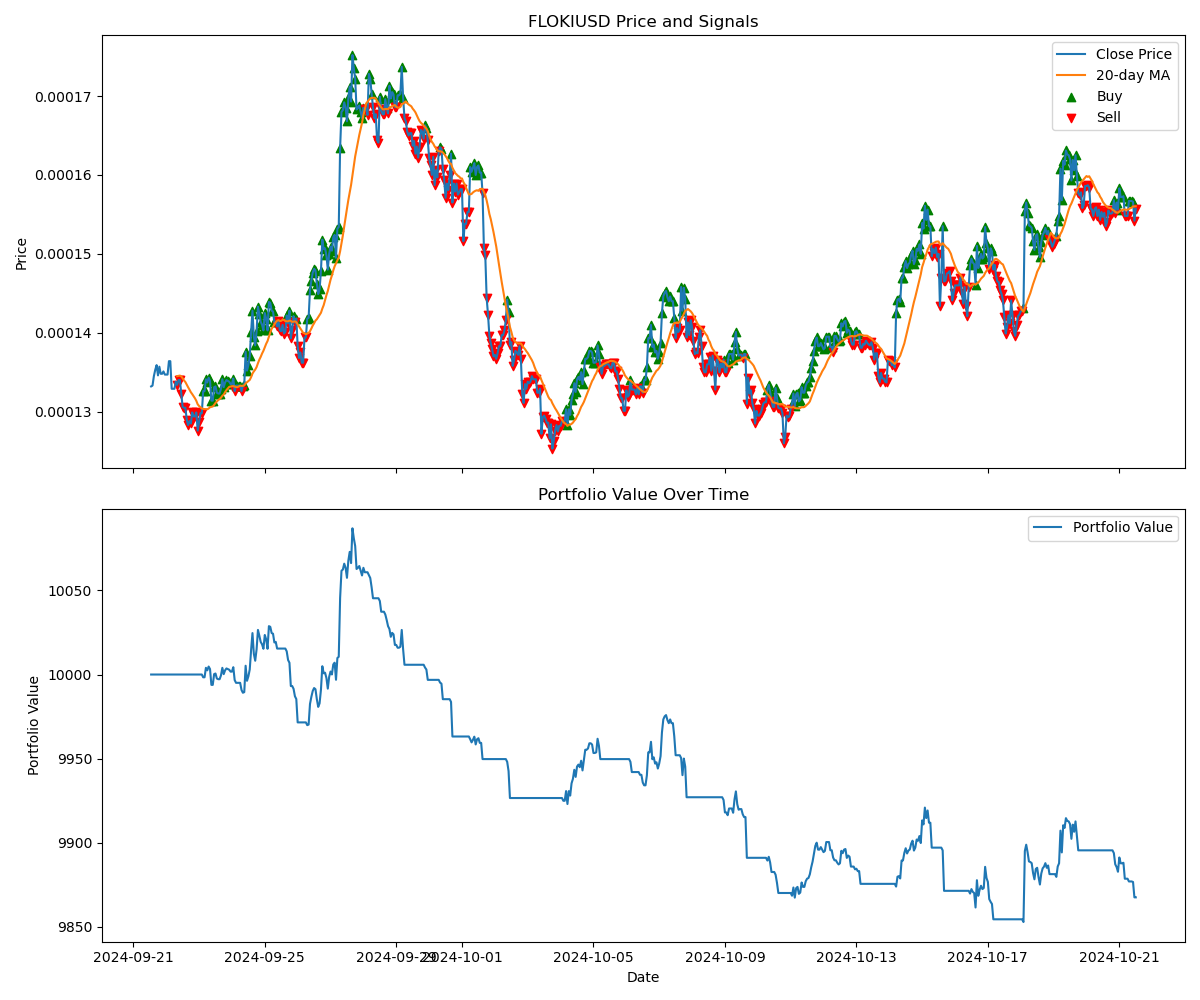 FLOKIUSD Price and Signals
Close Price
20-day MA
Buy
Sell
Price
0.00017
0.00016
0.00015
0.00014
0.00013
Portfolio Value Over Time
Portfolio Value
Portfolio Value
10050
10000
9950
9900
9850
2024-09-21
2024-09-25
2024-09-29
2024-10-01
2024-10-05
2024-10-09
2024-10-13
2024-10-17
2024-10-21
Date